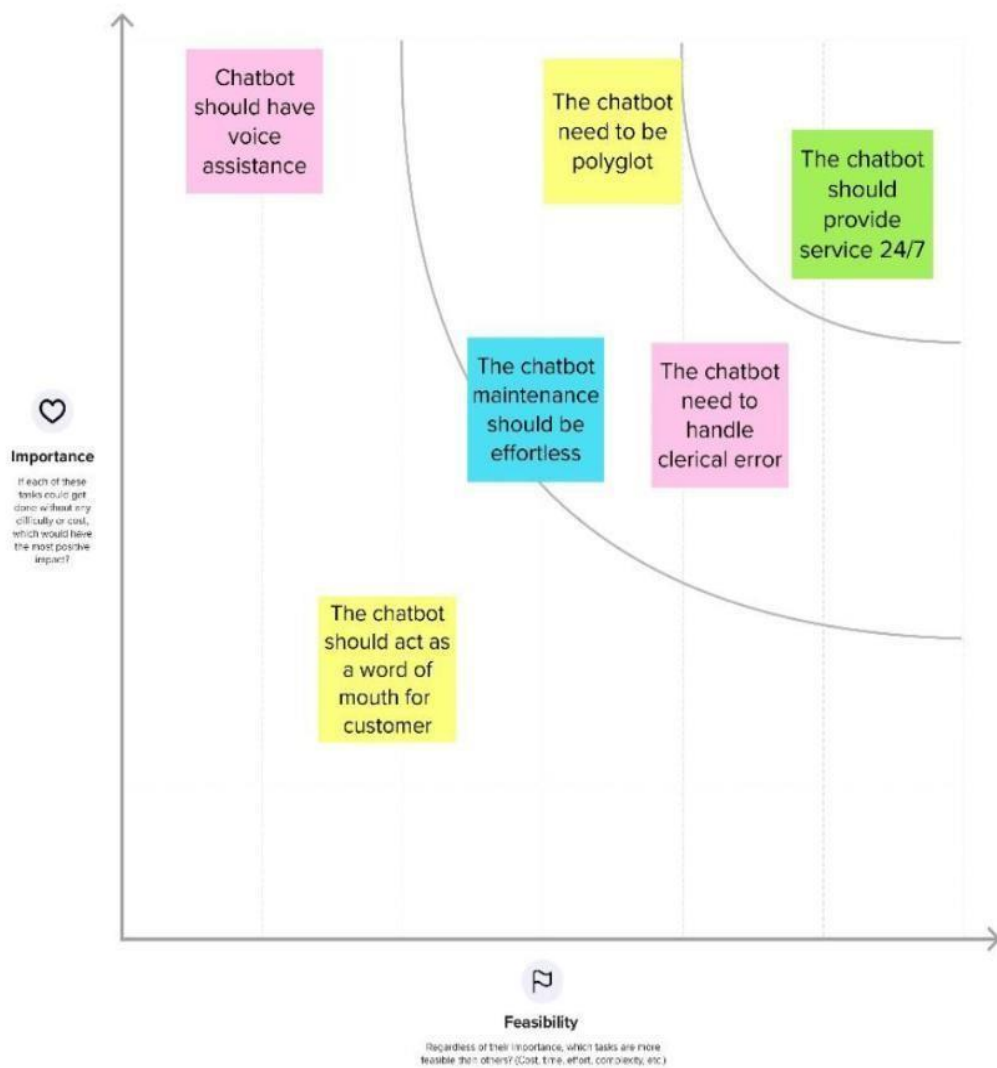 Chatbot
should have
voice
assistance
The chatbot
need to be
polyglot
The chatbot
should
provide
service 24/7
The chatbot
maintenance
should be
effortless
The chatbot
need to
handle
clerical error
Importance
If each of these
tasks could get
done without any
difficulty or cost,
which would have
the most positive
impact?
The chatbot
should act as
a word of
mouth for
customer
Feasibility
Regardless of their importance, which tasks are more
feasible than others? (Cost, time, effort, complexity, etc.)